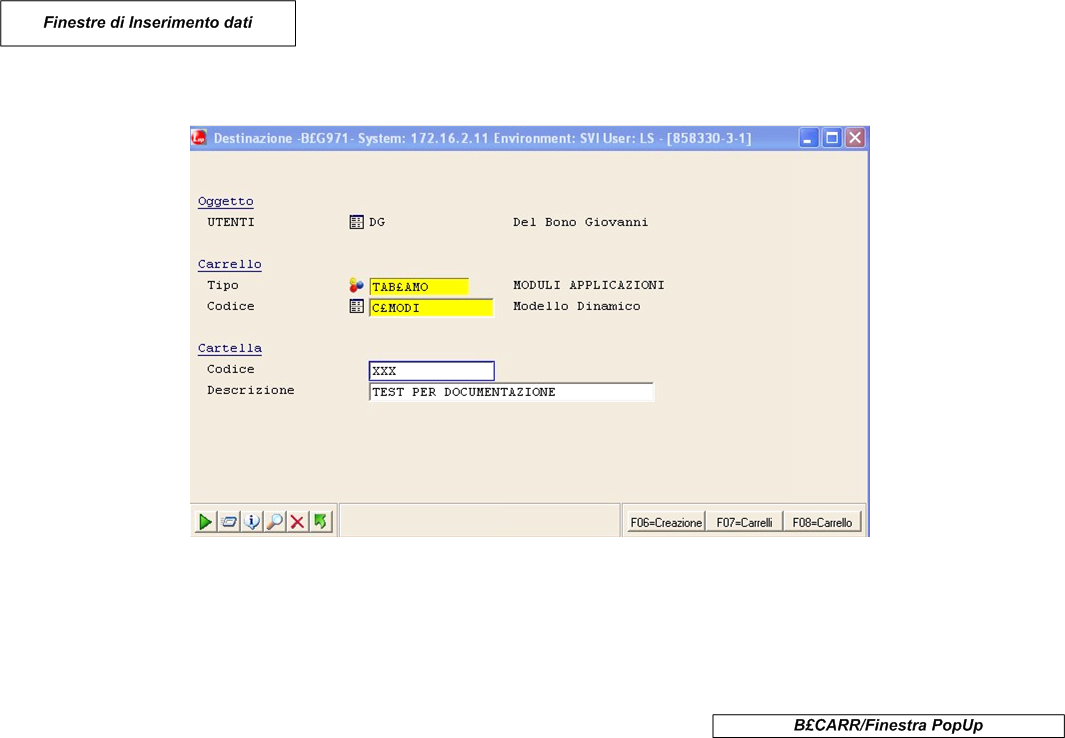 Finestre di Inserimento dati
Destinazione -B£G971- System: 172.16.2.11 Environment: SVI User: LS - [858330-3-1]
Oggetto
UTENTI DG Del Bono Giovanni
Carrello
Tipo TAB£AMO MODULI APPLICAZIONI
Codice C£MODI Modello Dinamico
Cartella
Codice XXX
Descrizione TEST PER DOCUMENTAZIONE
F06=Creazione F07=Carrelli F08=Carrello
B£CARR/Finestra PopUp